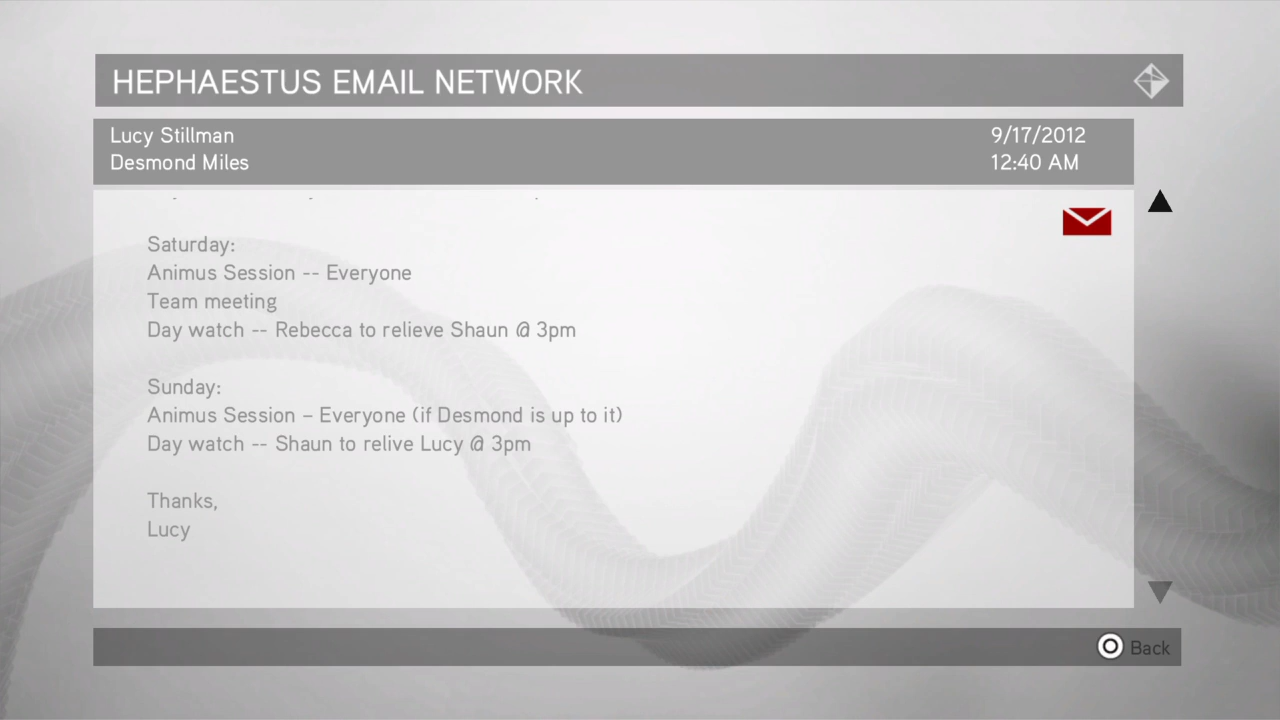 HEPHAESTUS EMAIL NETWORK
Lucy Stillman
9/17/2012
Desmond Miles
12:40 AM
Saturday:
Animus Session -- Everyone
Team meeting
Day watch -- Rebecca to relieve Shaun @ 3pm
Sunday:
Animus Session – Everyone (if Desmond is up to it)
Day watch -- Shaun to relive Lucy @ 3pm
Thanks,
Lucy
Back